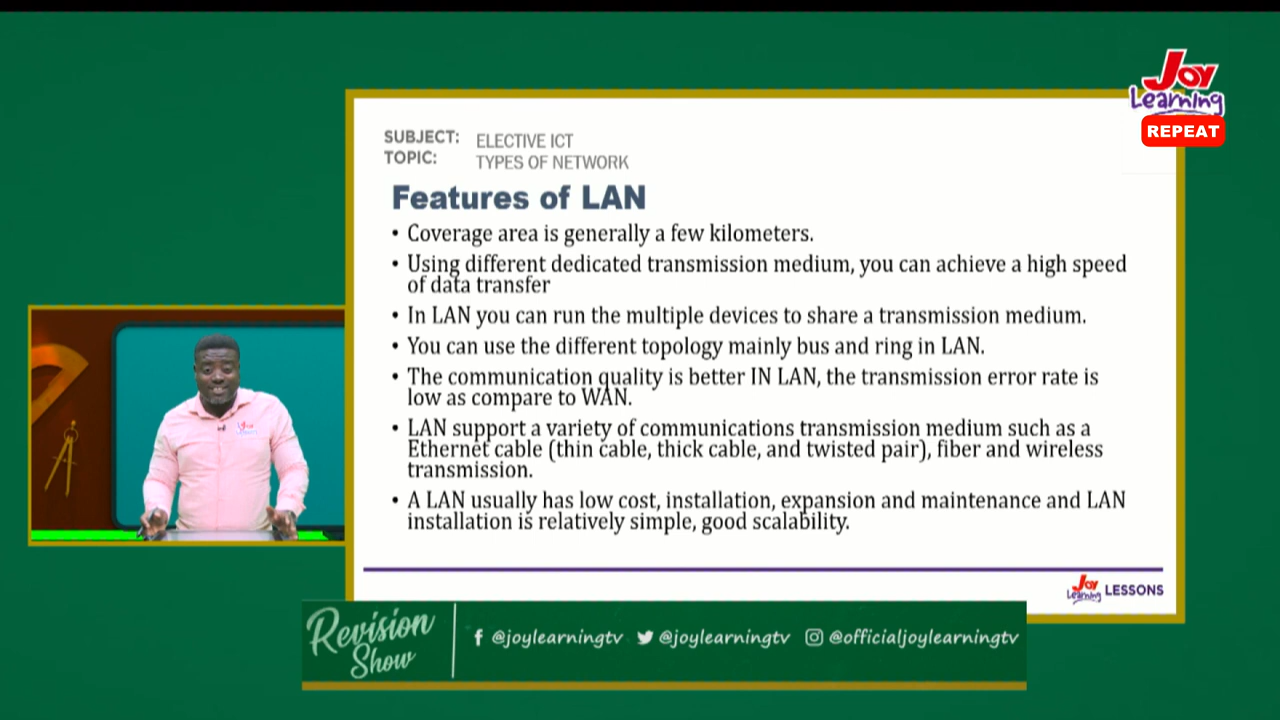 Joy
Learning
REPEAT
SUBJECT: ELECTIVE ICT
TOPIC: TYPES OF NETWORK
Features of LAN
• Coverage area is generally a few kilometers.
• Using different dedicated transmission medium, you can achieve a high speed
of data transfer
• In LAN you can run the multiple devices to share a transmission medium.
• You can use the different topology mainly bus and ring in LAN.
• The communication quality is better IN LAN, the transmission error rate is
low as compare to WAN.
• LAN support a variety of communications transmission medium such as a
Ethernet cable (thin cable, thick cable, and twisted pair), fiber and wireless
transmission.
• A LAN usually has low cost, installation, expansion and maintenance and LAN
installation is relatively simple, good scalability.
Joy
Learning LESSONS
Revision
Show
@joylearningtv @joylearningtv @officialjoylearningtv